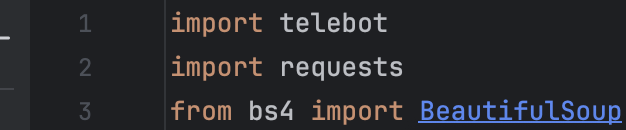 1 import telebot
2 import requests
3 from bs4 import BeautifulSoup